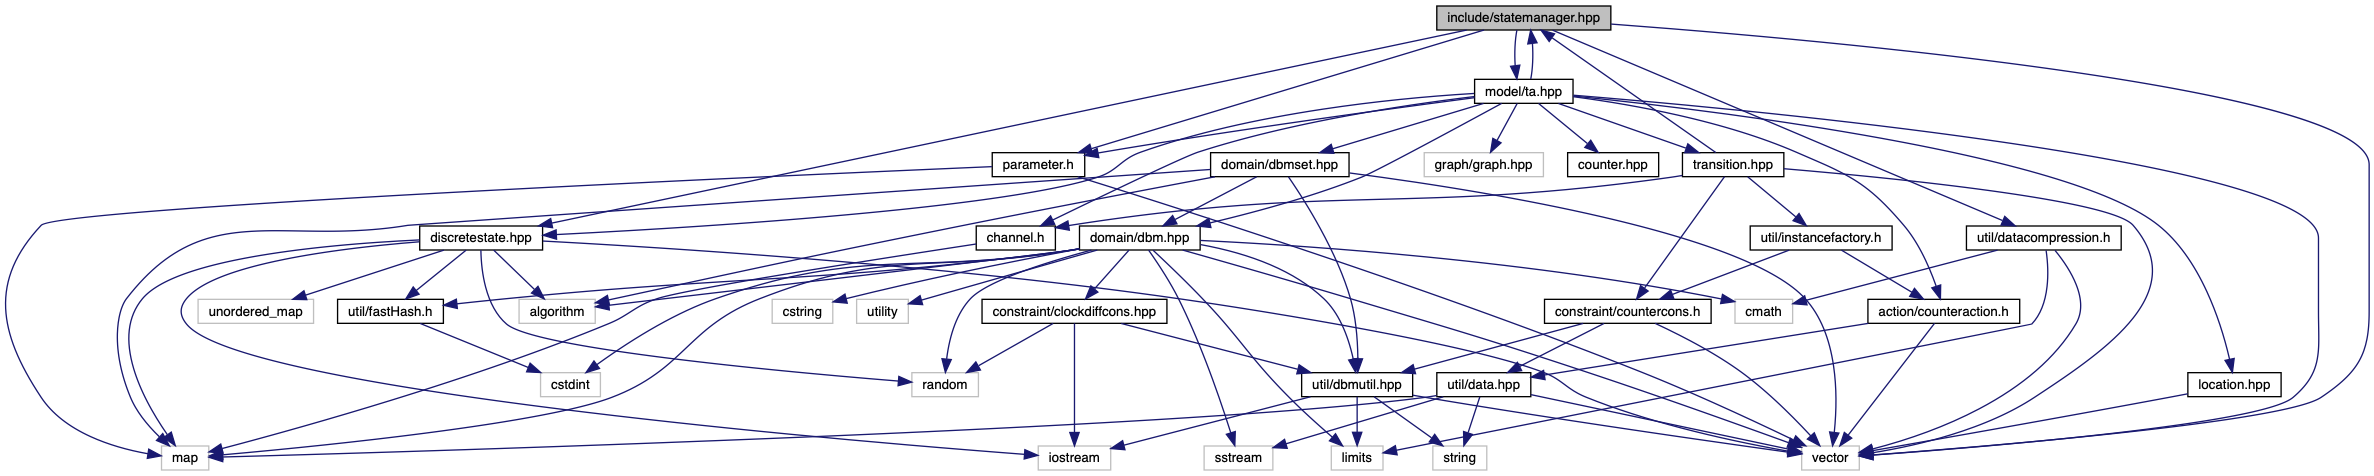 include/statemanager.hpp
model/ta.hpp
parameter.h
domain/dbmset.hpp
graph/graph.hpp
counter.hpp
transition.hpp
discretestate.hpp
channel.h
domain/dbm.hpp
util/instancefactory.h
util/datacompression.h
unordered_map
util/fastHash.h
algorithm
cstring
utility
constraint/clockdiffcons.hpp
constraint/countercons.h
cmath
action/counteraction.h
cstdint
random
util/dbmutil.hpp
util/data.hpp
location.hpp
map
iostream
sstream
limits
string
vector